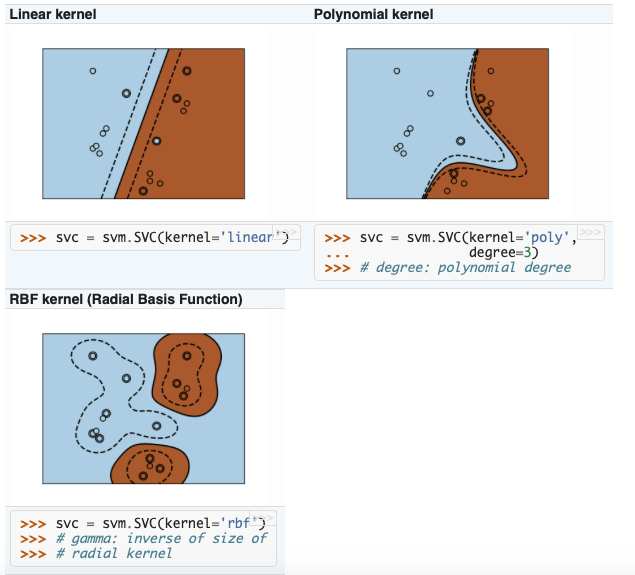 Linear kernel
Polynomial kernel
>>> svc = svm.SVC(kernel='linear')
>>>
>>> svc = svm.SVC(kernel='poly',
>>>
... degree=3)
>>> # degree: polynomial degree
RBF kernel (Radial Basis Function)
>>> svc = svm.SVC(kernel='rbf')
>>>
>>> # gamma: inverse of size of
>>> # radial kernel